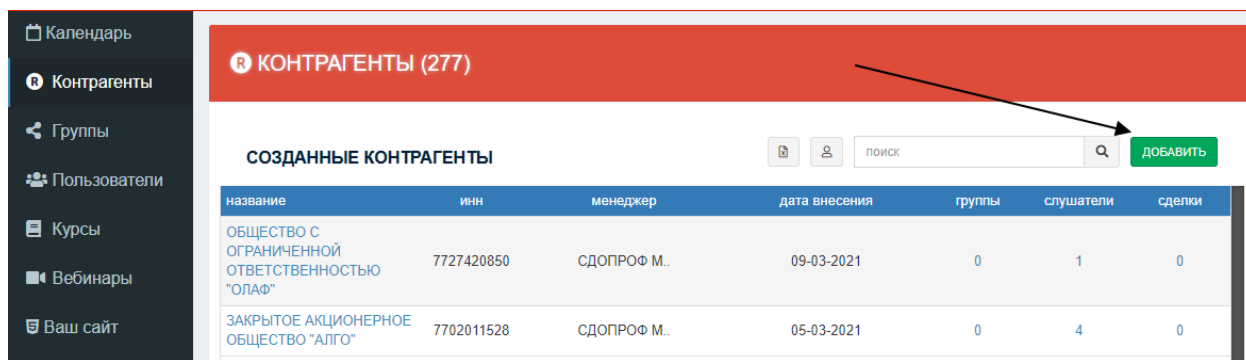 Календарь
Контрагенты
Группы
Пользователи
Курсы
Вебинары
Ваш сайт
R КОНТРАГЕНТЫ (277)
СОЗДАННЫЕ КОНТРАГЕНТЫ
поиск
ДОБАВИТЬ
название инн менеджер дата внесения группы слушатели сделки
ОБЩЕСТВО С
ОГРАНИЧЕННОЙ
ОТВЕТСТВЕННОСТЬЮ
"ОЛАФ"
7727420850 СДОПРОФ М.. 09-03-2021 0 1 0
ЗАКРЫТОЕ АКЦИОНЕРНОЕ
ОБЩЕСТВО "АЛГО"
7702011528 СДОПРОФ М.. 05-03-2021 0 4 0